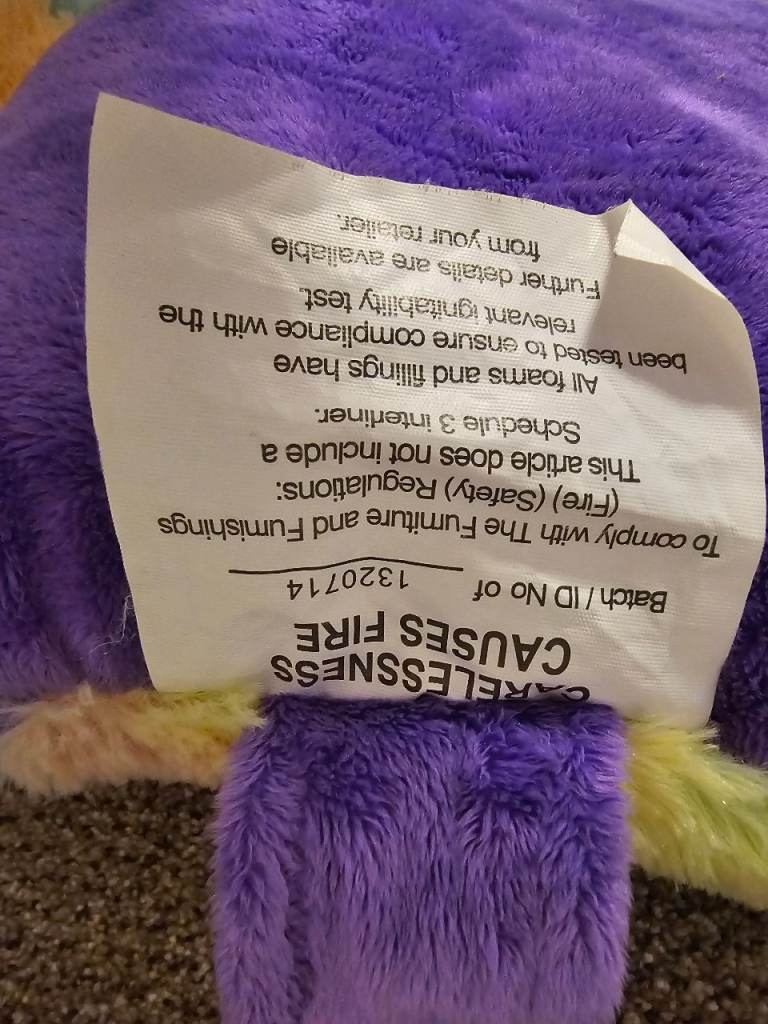 CARELESSNESS
CAUSES FIRE
Batch / ID No of 1320714
To comply with The Furniture and Furnishings
(Fire) (Safety) Regulations:
This article does not include a
Schedule 3 interliner.
All foams and fillings have
been tested to ensure compliance with the
relevant ignitability test.
Further details are available
from your retailer.